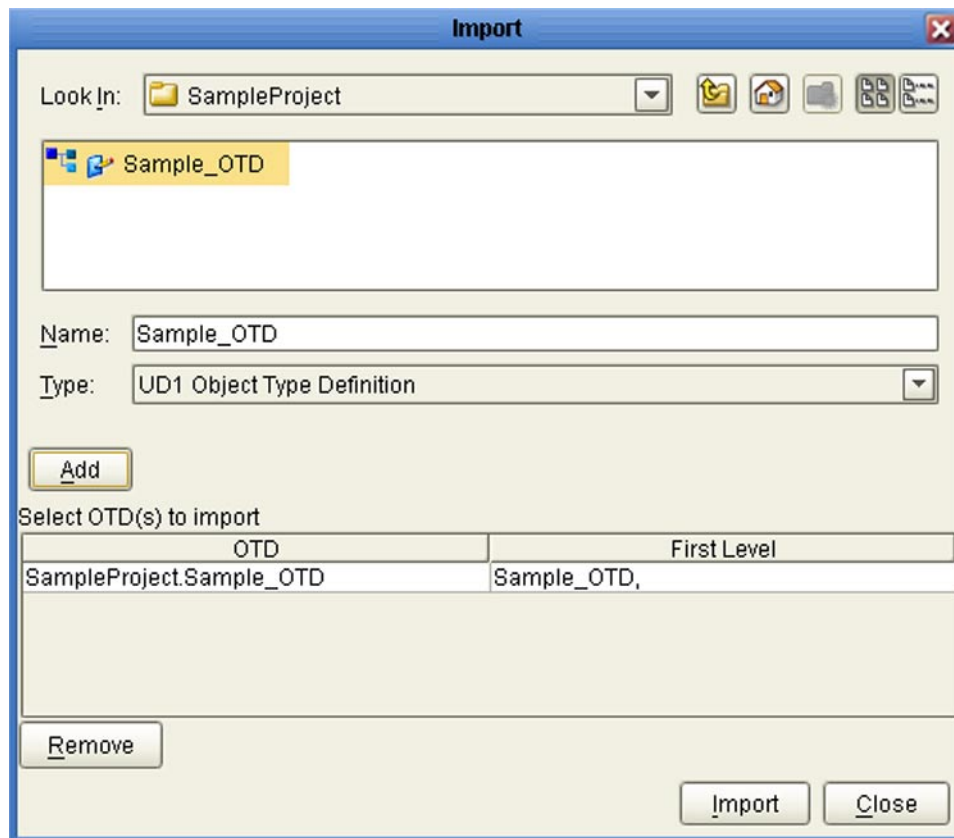 Import
Look In: SampleProject
Sample_OTD
Name: Sample_OTD
Type: UD1 Object Type Definition
Add
Select OTD(s) to import
OTD First Level
SampleProject.Sample_OTD Sample_OTD,
Remove
Import Close